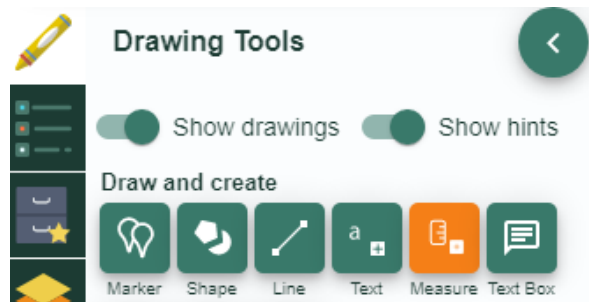 Drawing Tools
Show drawings Show hints
Draw and create
a
Marker Shape Line Text Measure Text Box